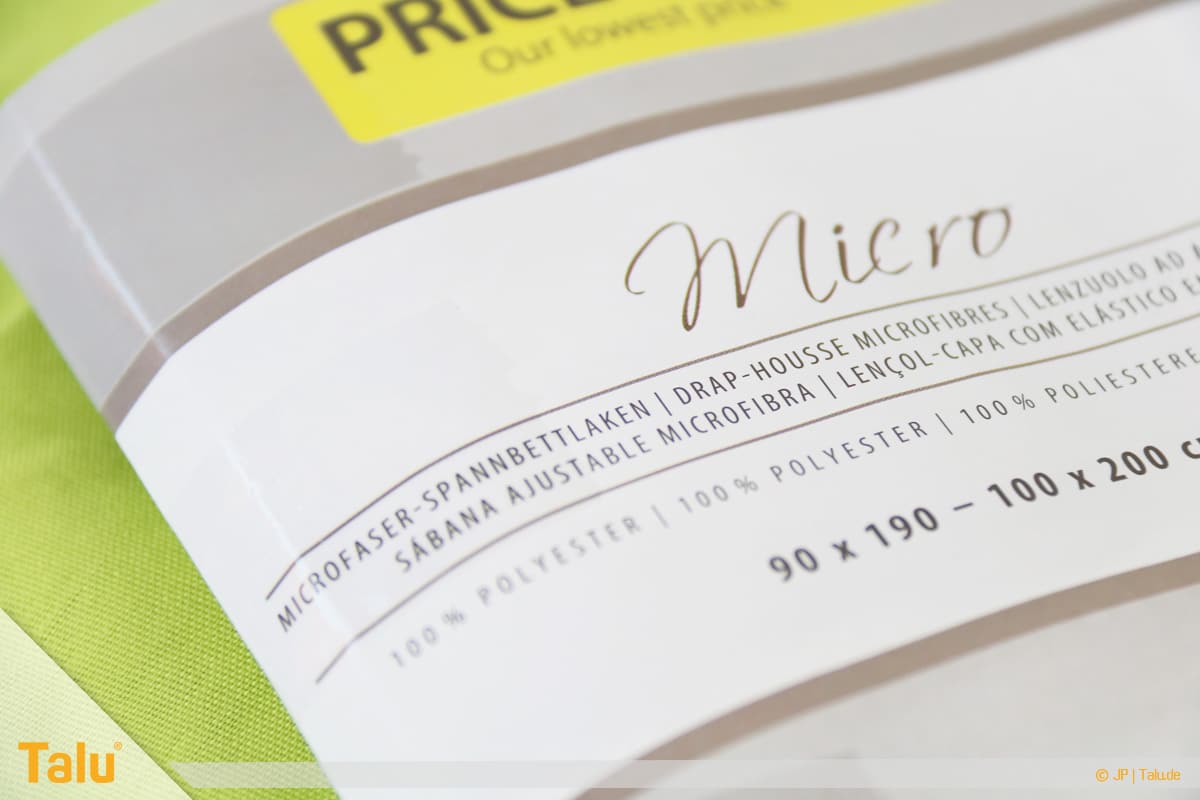 PRICE
Our lowest price
Micro
MICROFASER-SPANNBETTLAKEN | DRAP-HOUSSE MICROFIBRES | LENZUOLO AD
SÁBANA AJUSTABLE MICROFIBRA | LENÇOL-CAPA COM ELÁSTICO
100 % POLYESTER | 100 % POLYESTER | 100 % POLIESTERE
90 x 190 – 100 x 200
Talu®
© JP | Talu.de